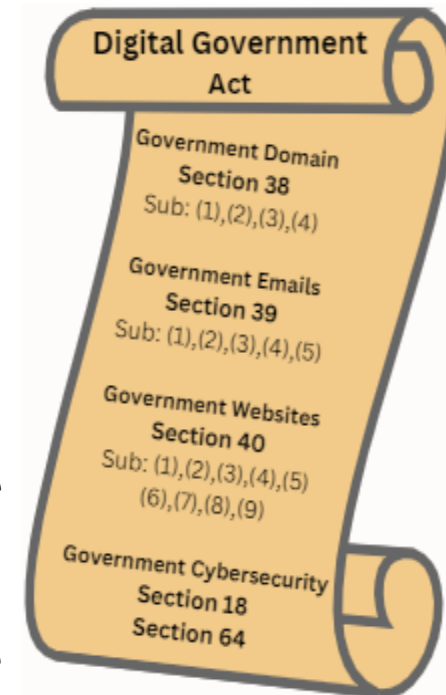 Digital Government
Act
Government Domain
Section 38
Sub: (1),(2),(3),(4)
Government Emails
Section 39
Sub: (1),(2),(3),(4),(5)
Government Websites
Section 40
Sub: (1),(2),(3),(4),(5)
(6),(7),(8),(9)
Government Cybersecurity
Section 18
Section 64